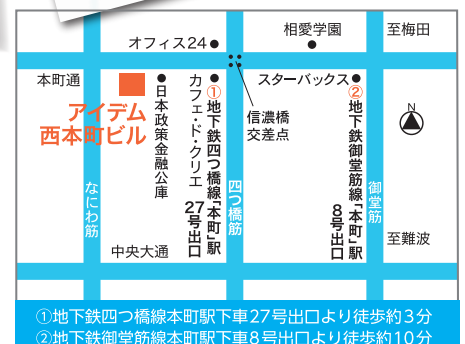 オフィス24
相愛学園
至梅田
本町通
スターバックス
アイデム
西本町ビル
日本政策金融公庫
カフェ・ド・クリエ
①地下鉄四つ橋線「本町」駅
27号出口
信濃橋
交差点
②地下鉄御堂筋線「本町」駅
8号出口
N
なにわ筋
四つ橋筋
御堂筋
中央大通
至難波
①地下鉄四つ橋線本町駅下車27号出口より徒歩約3分
②地下鉄御堂筋線本町駅下車8号出口より徒歩約10分